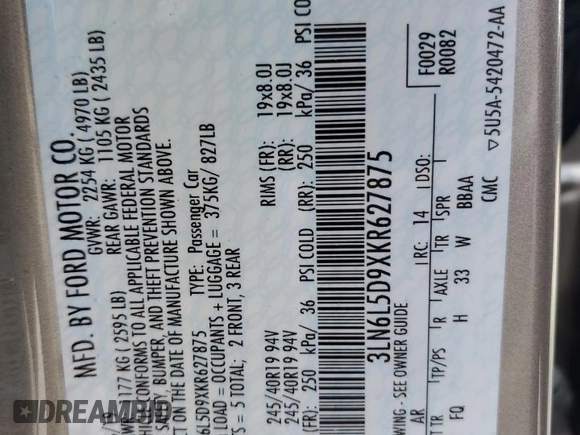 MFD. BY FORD MOTOR CO.
GVWR: 2254 KG ( 4970 LB)
1177 KG ( 2595 LB) REAR GAWR: 1105 KG ( 2435 LB)
CONFORMS TO ALL APPLICABLE FEDERAL MOTOR
SAFETY, BUMPER, AND THEFT PREVENTION STANDARDS
ECT ON THE DATE OF MANUFACTURE SHOWN ABOVE.
6L5D9XKR627875 TYPE: Passenger Car
LOAD = OCCUPANTS + LUGGAGE = 375KG/ 827LB
S = 5 TOTAL; 2 FRONT, 3 REAR
245/40R19 94V RIMS (FR): 19x8.0J
245/40R19 94V (RR): 19x8.0J
(FR): 250 kPa/ 36 PSI COLD (RR): 250 kPa/ 36 PSI CO
3LN6L5D9XKR627875
RNING - SEE OWNER GUIDE
AR RC: 14 DSO: F0029
R0082
TP/PS R AXLE TR SPR
FQ H 33 W BBAA
CMC ▽5U5A-5420472-AA
DREAMBID